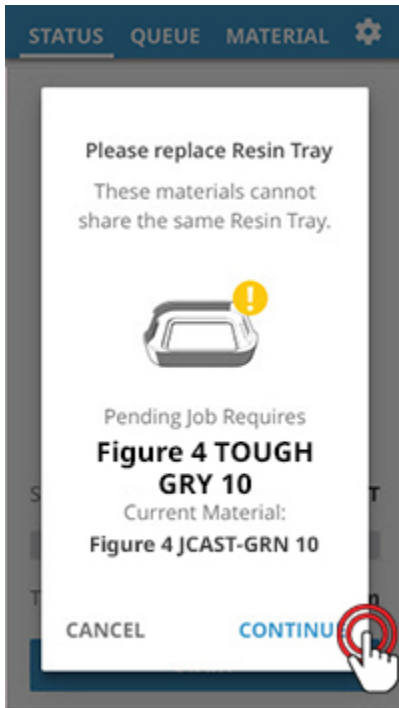 STATUS QUEUE MATERIAL
Please replace Resin Tray
These materials cannot
share the same Resin Tray.
!
Pending Job Requires
Figure 4 TOUGH
GRY 10
Current Material:
Figure 4 JCAST-GRN 10
CANCEL CONTINU